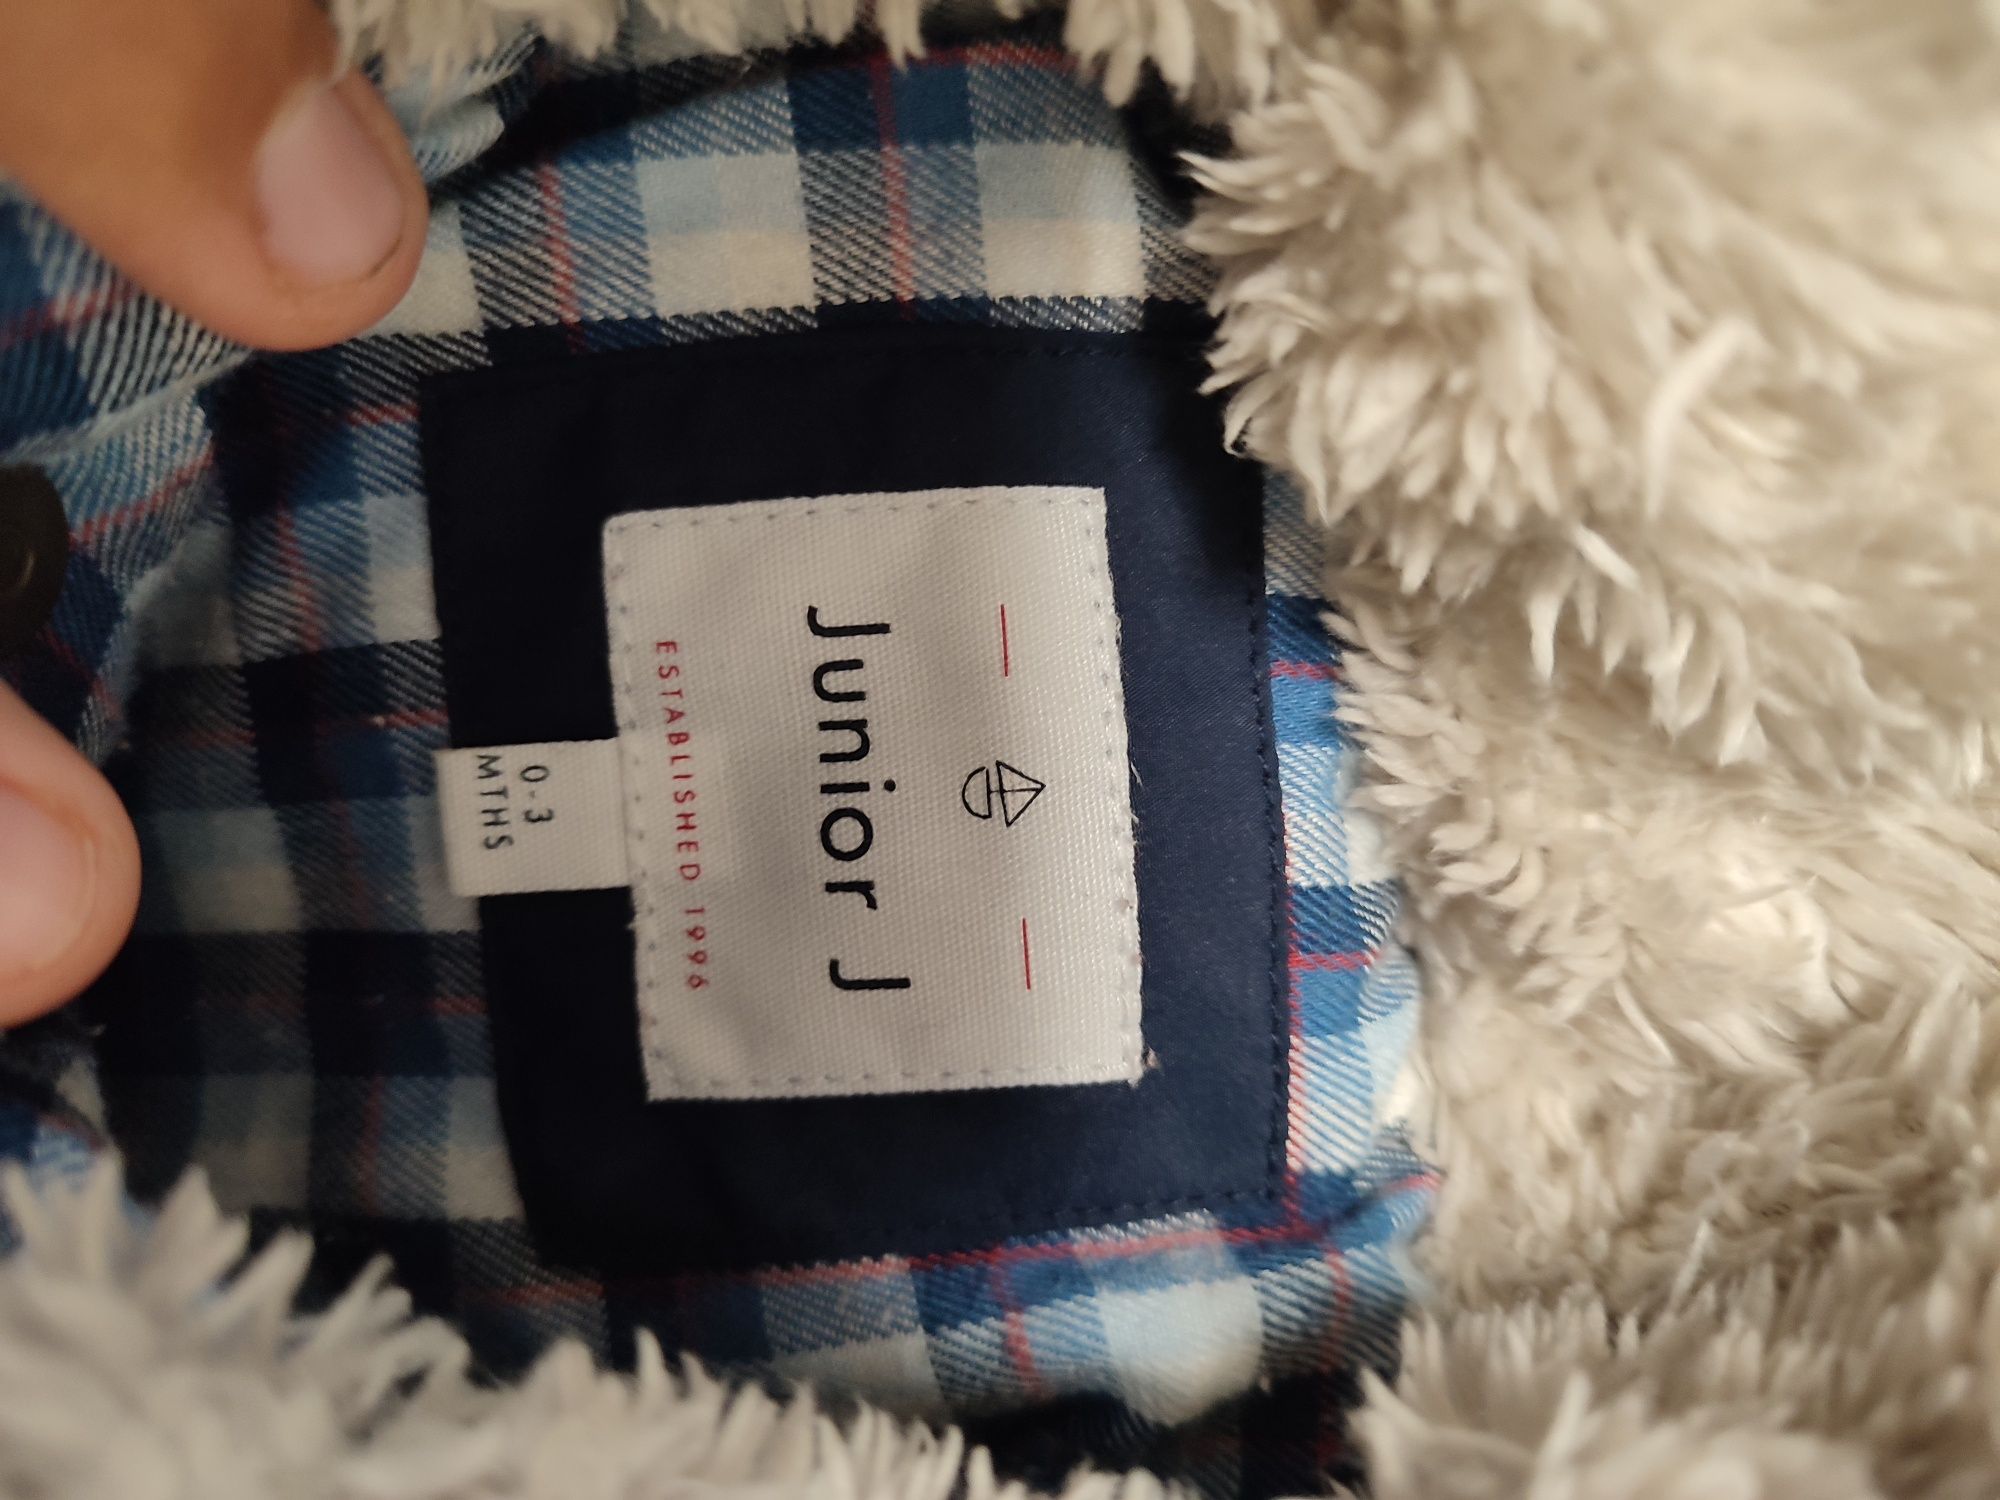 Junior J
ESTABLISHED 1996
0-3
MTHS